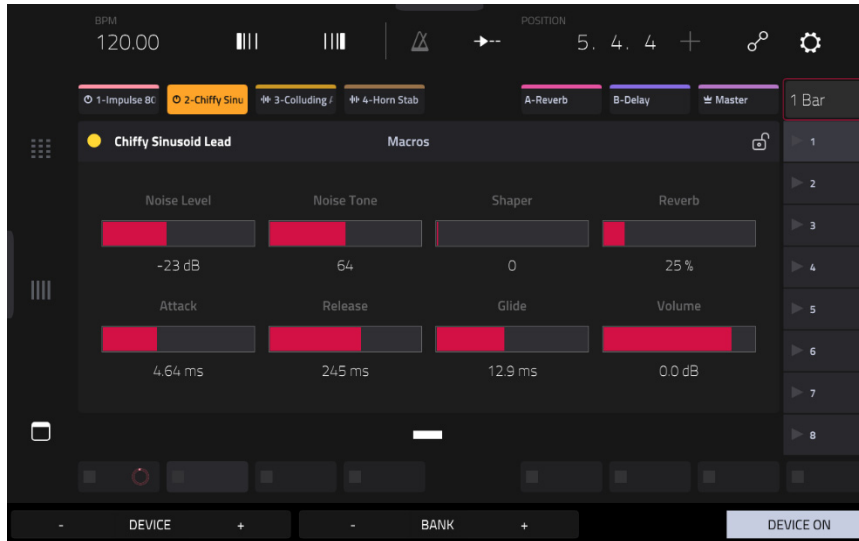 BPM
POSITION
120.00
5. 4. 4
1-Impulse 80
2-Chiffy Sinu
3-Colluding
4-Horn Stab
A-Reverb
B-Delay
Master
1 Bar
Chiffy Sinusoid Lead
Macros
1
2
3
4
5
6
7
8
Noise Level
Noise Tone
Shaper
Reverb
-23 dB
64
0
25 %
Attack
Release
Glide
Volume
4.64 ms
245 ms
12.9 ms
0.0 dB
- DEVICE +
- BANK +
DEVICE ON